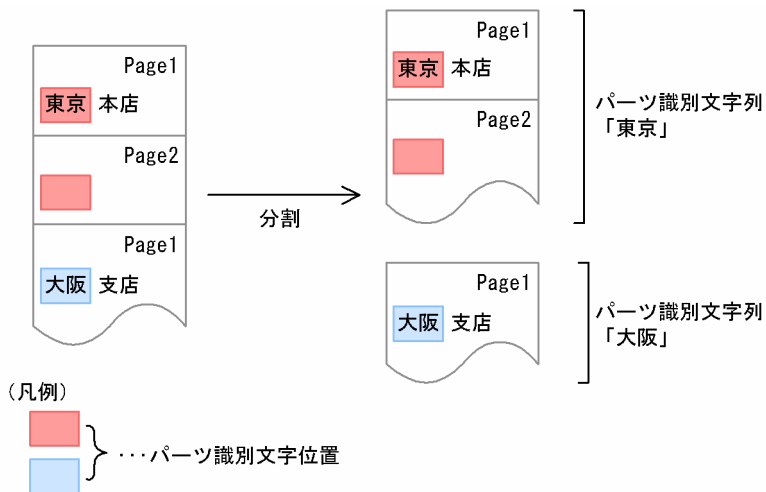 Page1
東京 本店
Page2
Page1
大阪 支店
分割
Page1
東京 本店
Page2
パーツ識別文字列
「東京」
Page1
大阪 支店
パーツ識別文字列
「大阪」
(凡例)
···パーツ識別文字位置